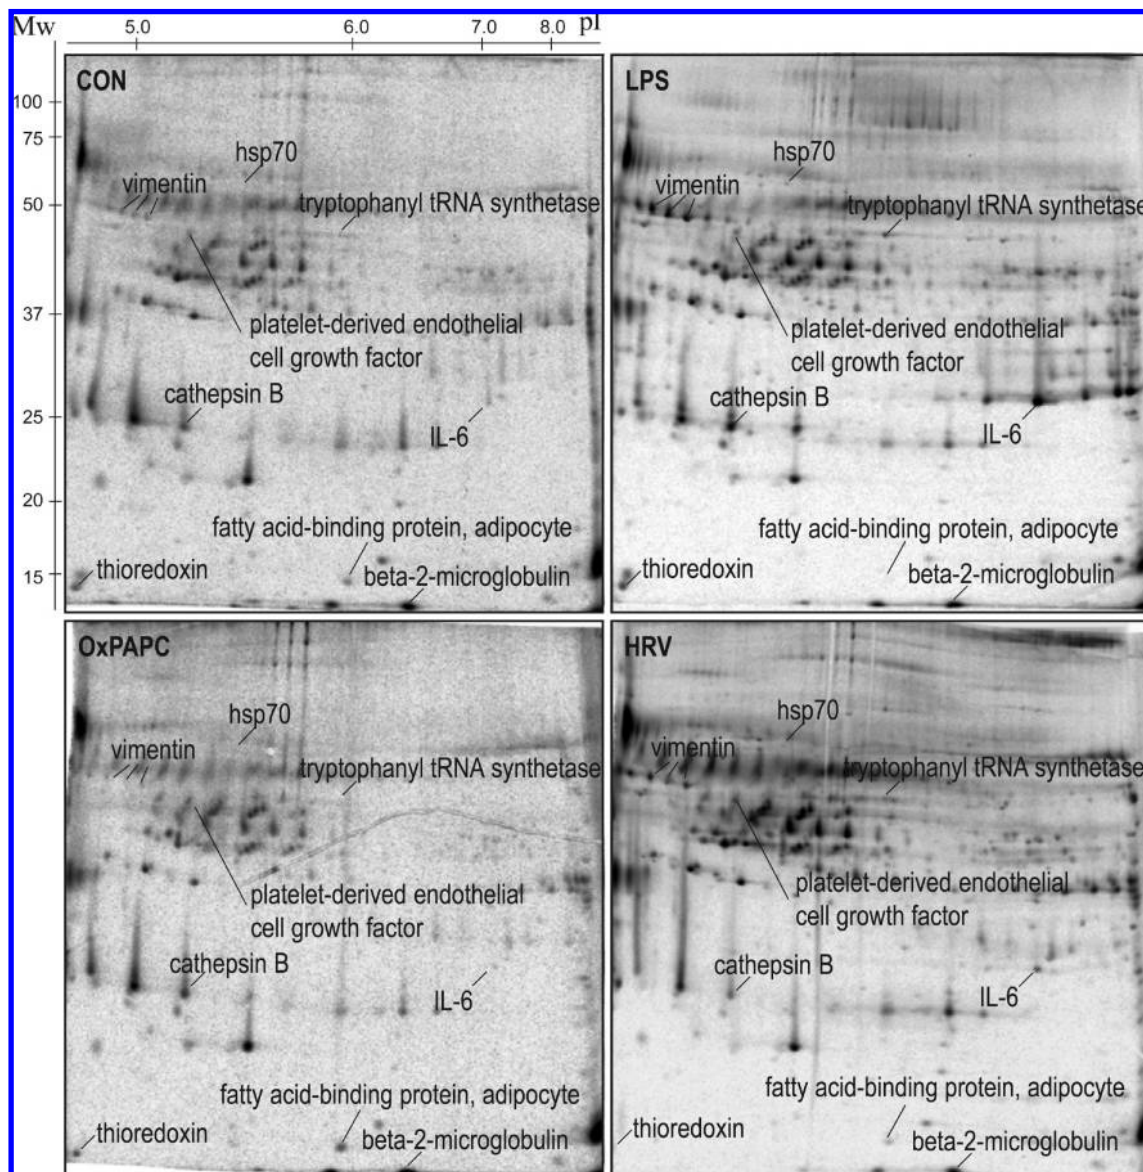 Mw 5.0 6.0 7.0 8.0 pI
100
75
50
37
25
20
15
CON
hsp70
vimentin
tryptophanyl tRNA synthetase
platelet-derived endothelial
cell growth factor
cathepsin B
IL-6
fatty acid-binding protein, adipocyte
thioredoxin
beta-2-microglobulin
LPS
hsp70
vimentin
tryptophanyl tRNA synthetase
platelet-derived endothelial
cell growth factor
cathepsin B
IL-6
fatty acid-binding protein, adipocyte
thioredoxin
beta-2-microglobulin
OxPAPC
hsp70
vimentin
tryptophanyl tRNA synthetase
platelet-derived endothelial
cell growth factor
cathepsin B
IL-6
fatty acid-binding protein, adipocyte
thioredoxin
beta-2-microglobulin
HRV
hsp70
vimentin
tryptophanyl tRNA synthetase
platelet-derived endothelial
cell growth factor
cathepsin B
IL-6
fatty acid-binding protein, adipocyte
thioredoxin
beta-2-microglobulin